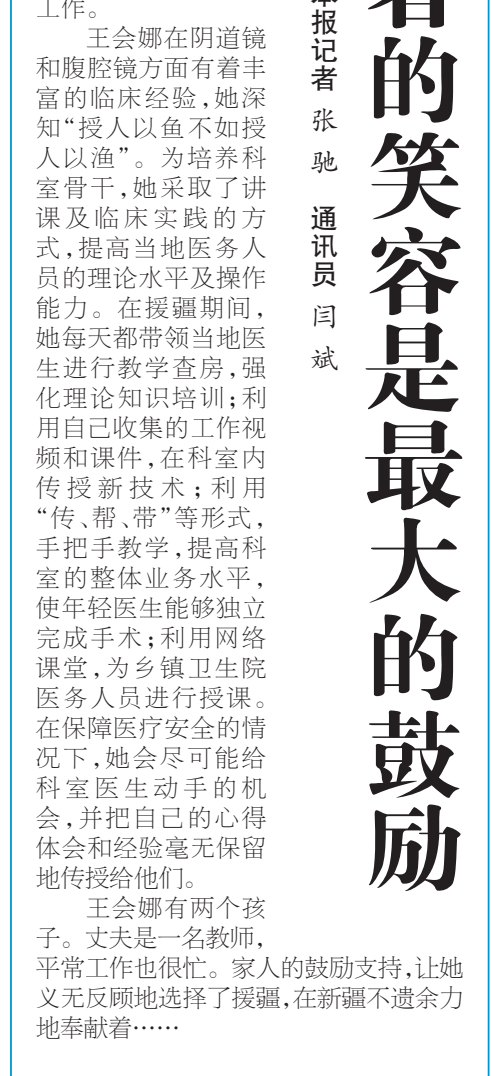 的笑容是最大的鼓励
本报记者 张驰 通讯员 闫斌
工作。
王会娜在阴道镜
和腹腔镜方面有着丰
富的临床经验,她深
知“授人以鱼不如授
人以渔”。为培养科
室骨干,她采取了讲
课及临床实践的方
式,提高当地医务人
员的理论水平及操作
能力。在援疆期间,
她每天都带领当地医
生进行教学查房,强
化理论知识培训;利
用自己收集的工作视
频和课件,在科室内
传授新技术;利用
“传、帮、带”等形式,
手把手教学,提高科
室的整体业务水平,
使年轻医生能够独立
完成手术;利用网络
课堂,为乡镇卫生院
医务人员进行授课。
在保障医疗安全的情
况下,她会尽可能给
科室医生动手的机
会,并把自己的心得
体会和经验毫无保留
地传授给他们。
王会娜有两个孩
子。丈夫是一名教师,
平常工作也很忙。家人的鼓励支持,让她
义无反顾地选择了援疆,在新疆不遗余力
地奉献着……